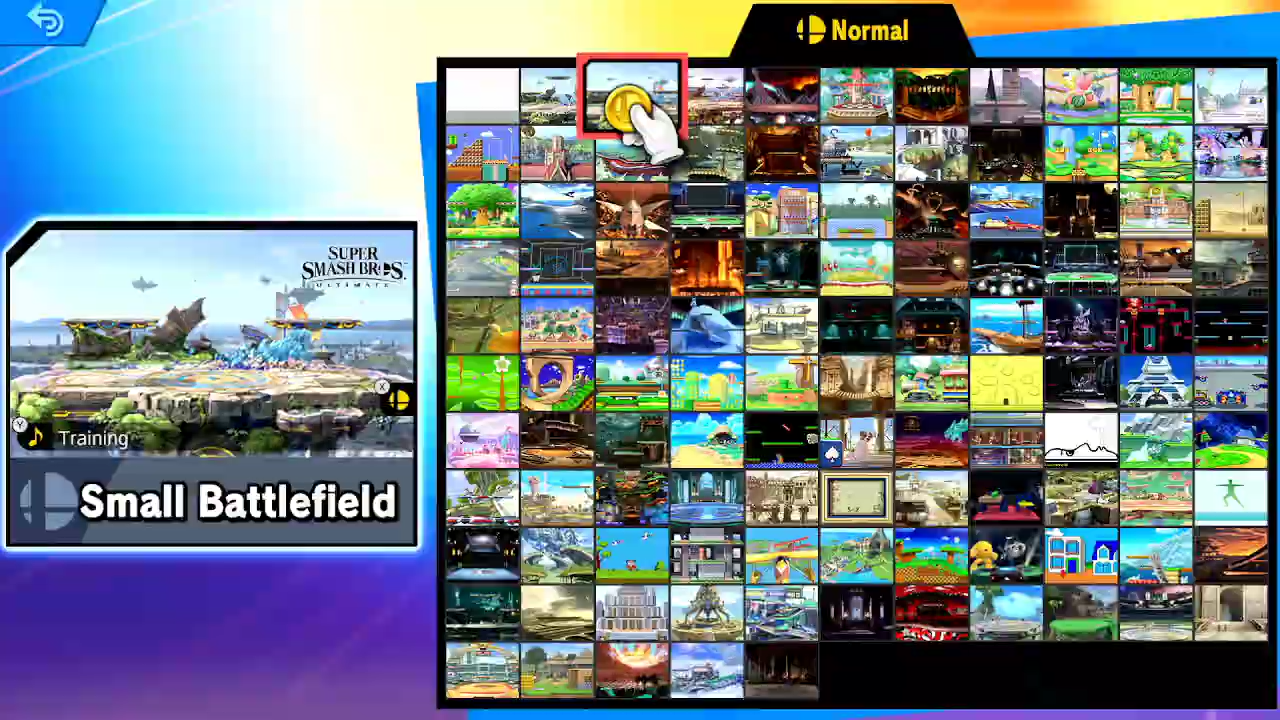 Normal
SUPER
SMASH BROS.
ULTIMATE
X
Y
Training
Small Battlefield